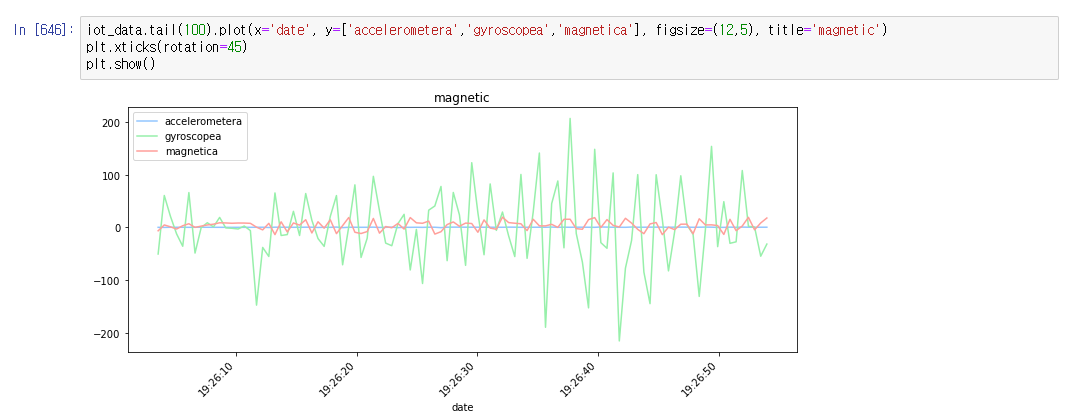 In [646]: iot_data.tail(100).plot(x='date', y=['accelerometera','gyroscopea','magnetica'], figsize=(12,5), title='magnetic')
plt.xticks(rotation=45)
plt.show()
magnetic
accelerometera
gyroscopea
magnetica
200
100
0
−100
−200
19:26:10 19:26:20 19:26:30 19:26:40 19:26:50
date